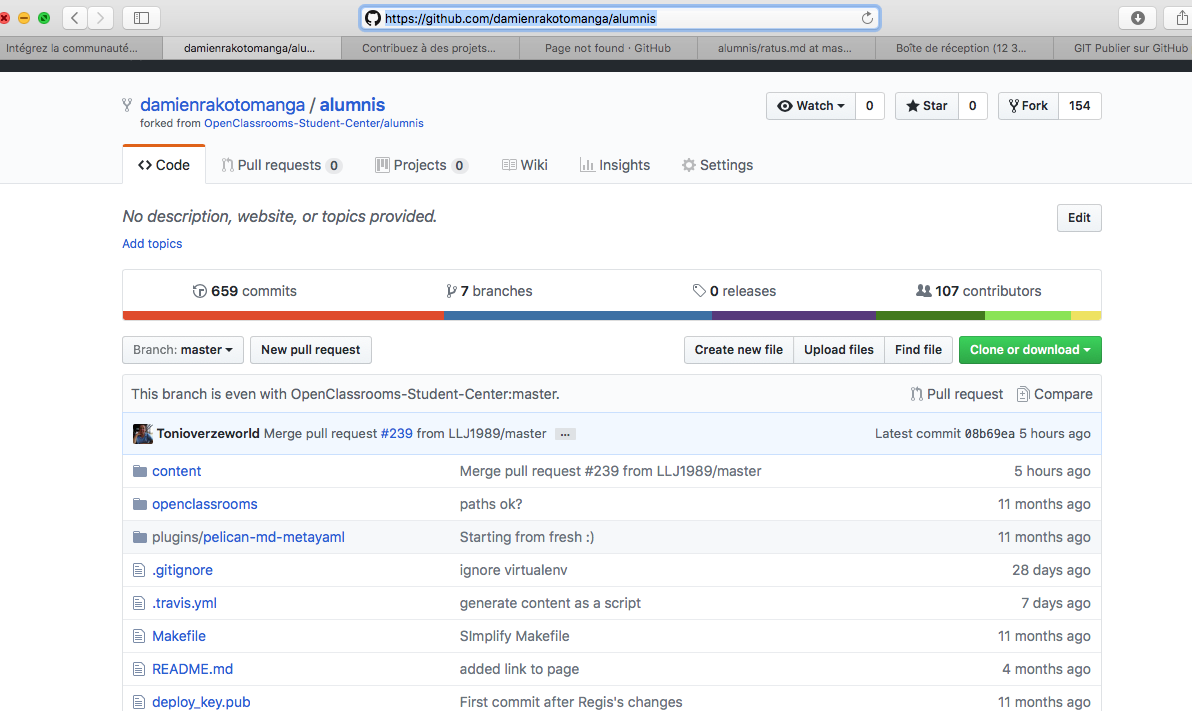 https://github.com/damienrakotomanga/alumnis
Intégrez la communauté... damienrakotomanga/alu... Contribuez à des projets... Page not found · GitHub alumnis/ratus.md at mas... Boîte de réception (12 3... GIT Publier sur GitHub
damienrakotomanga / alumnis
forked from OpenClassrooms-Student-Center/alumnis
Watch 0 Star 0 Fork 154
Code Pull requests 0 Projects 0 Wiki Insights Settings
No description, website, or topics provided.
Edit
Add topics
659 commits 7 branches 0 releases 107 contributors
Branch: master New pull request Create new file Upload files Find file Clone or download
This branch is even with OpenClassrooms-Student-Center:master. Pull request Compare
Tonioverzeworld Merge pull request #239 from LLJ1989/master ... Latest commit 08b69ea 5 hours ago
content Merge pull request #239 from LLJ1989/master 5 hours ago
openclassrooms paths ok? 11 months ago
plugins/pelican-md-metayaml Starting from fresh :) 11 months ago
.gitignore ignore virtualenv 28 days ago
.travis.yml generate content as a script 7 days ago
Makefile SImplify Makefile 11 months ago
README.md added link to page 4 months ago
deploy_key.pub First commit after Regis's changes 11 months ago